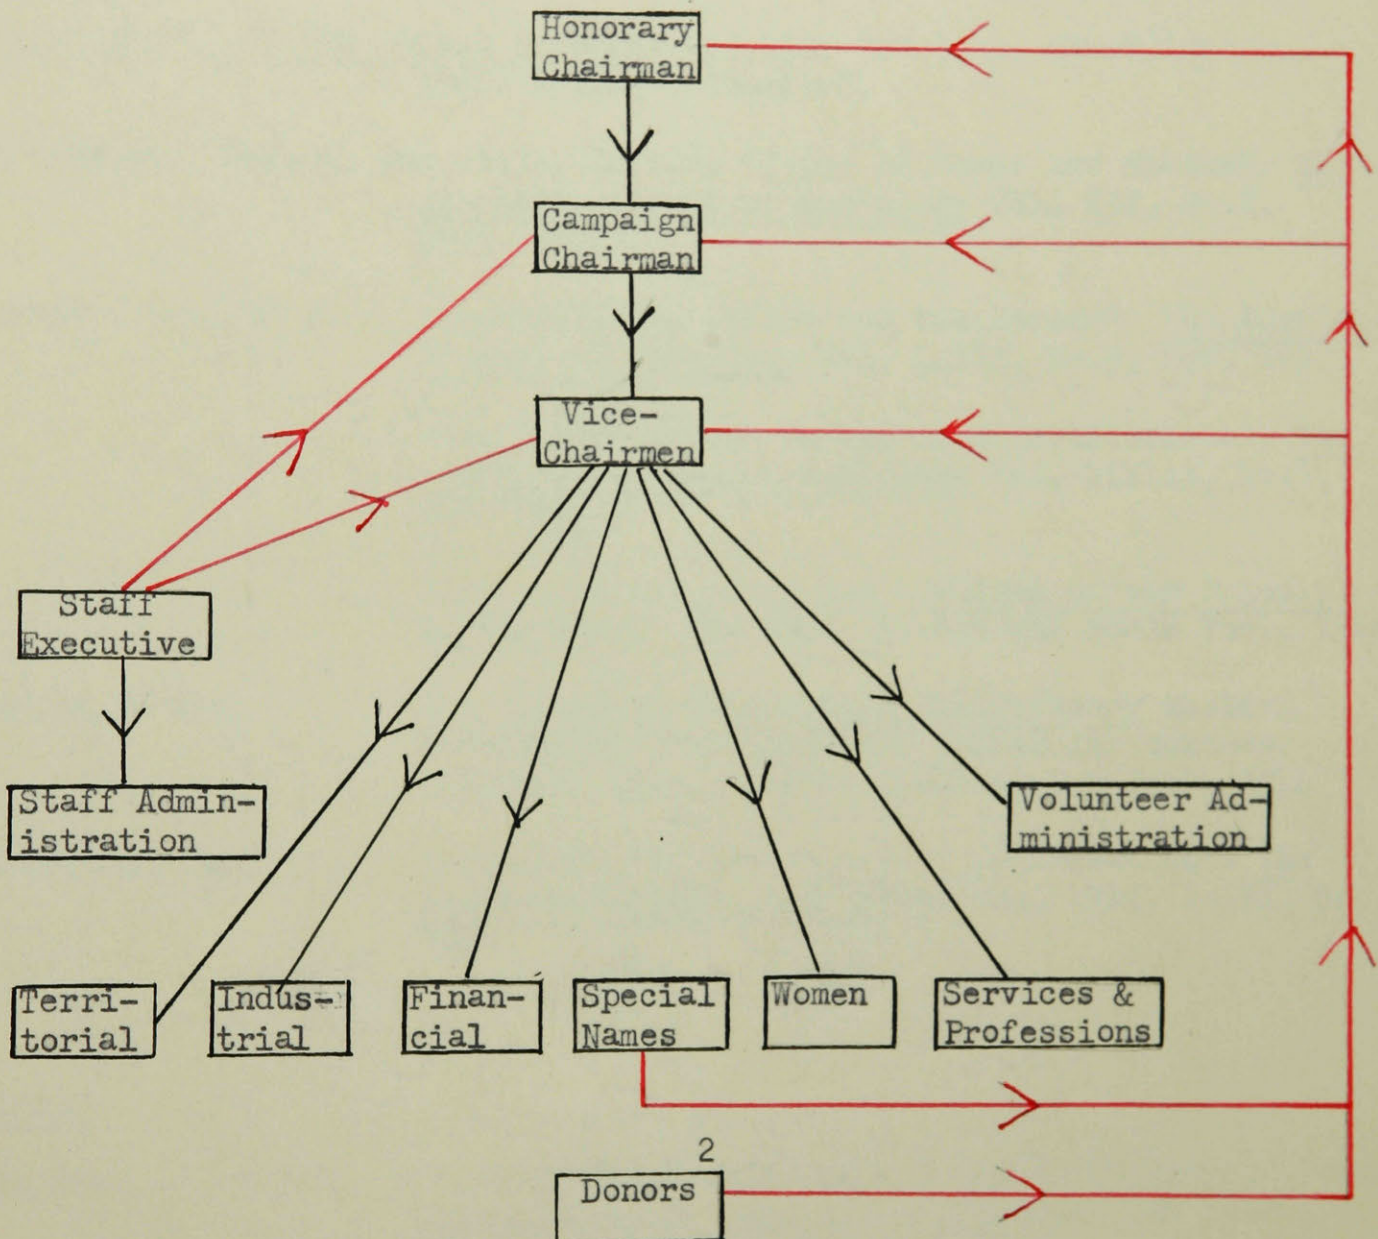 Honorary
Chairman
Campaign
Chairman
Vice-
Chairmen
Staff
Executive
Staff Admin-
istration
Volunteer Ad-
ministration
Terri-
torial
Indus-
trial
Finan-
cial
Special
Names
Women
Services &
Professions
2
Donors